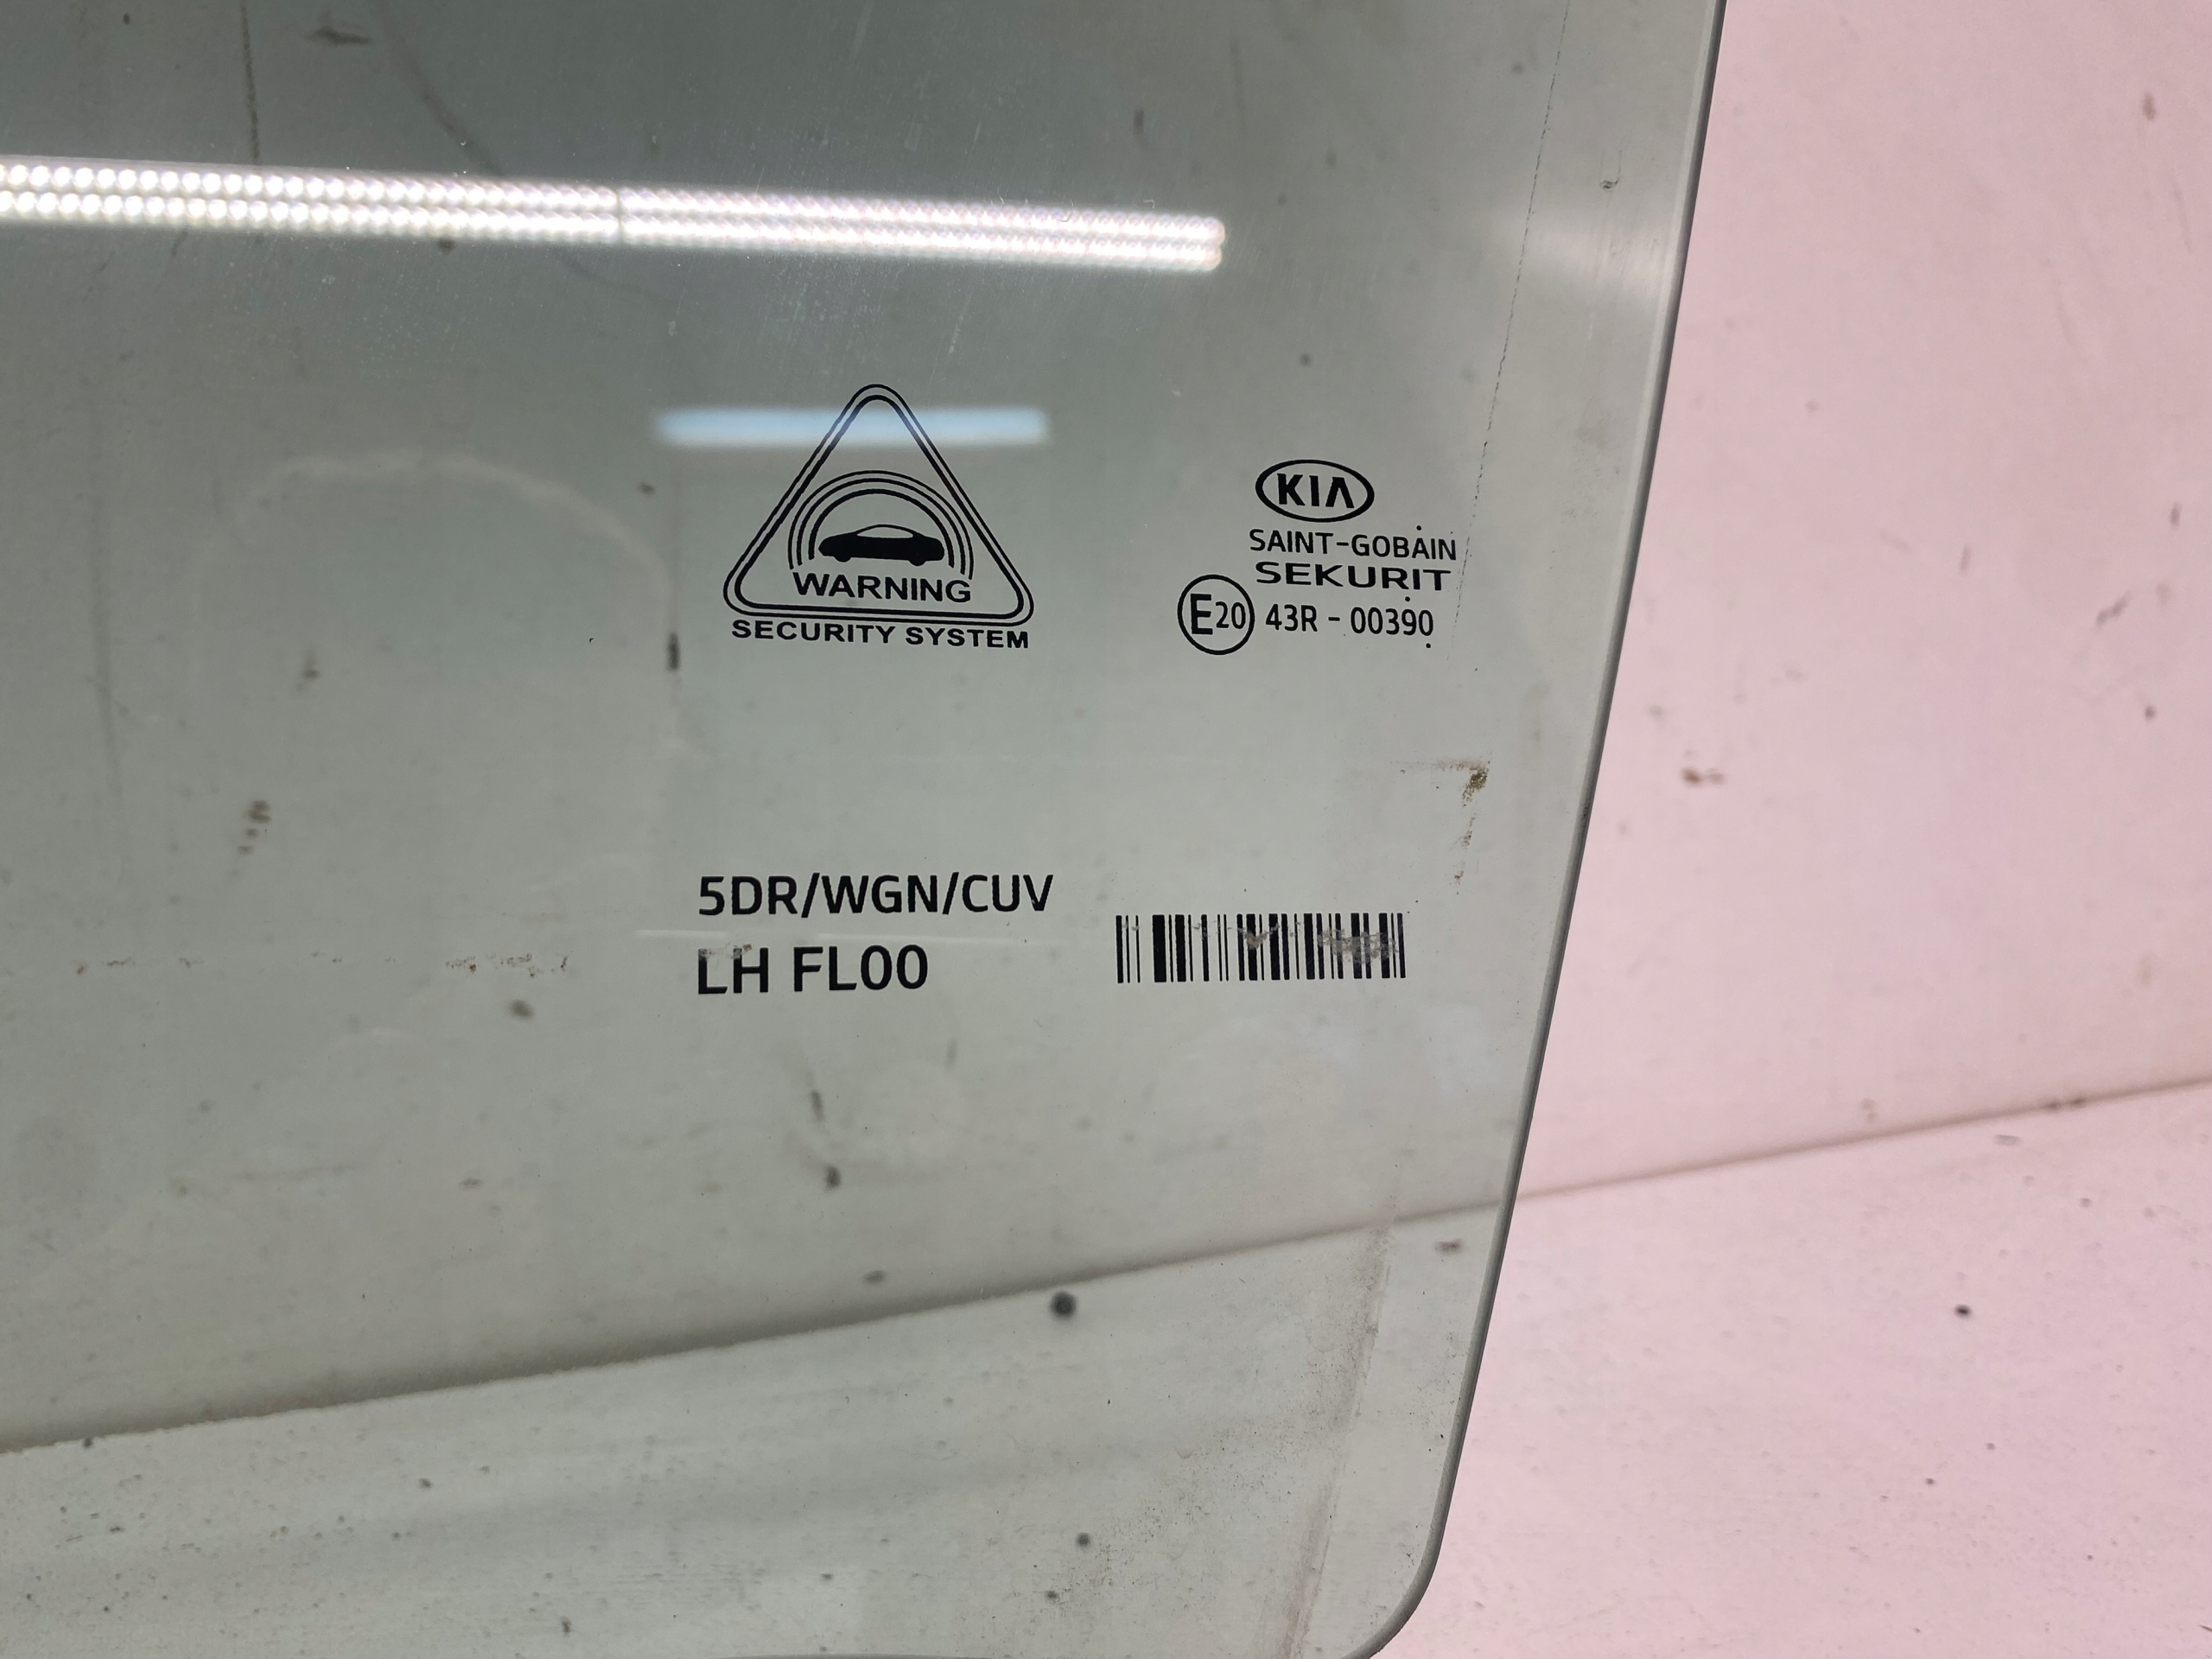 WARNING
SECURITY SYSTEM
KIA
SAINT-GOBAIN
SEKURIT
E20 43R - 00390
5DR/WGN/CUV
LH FL00